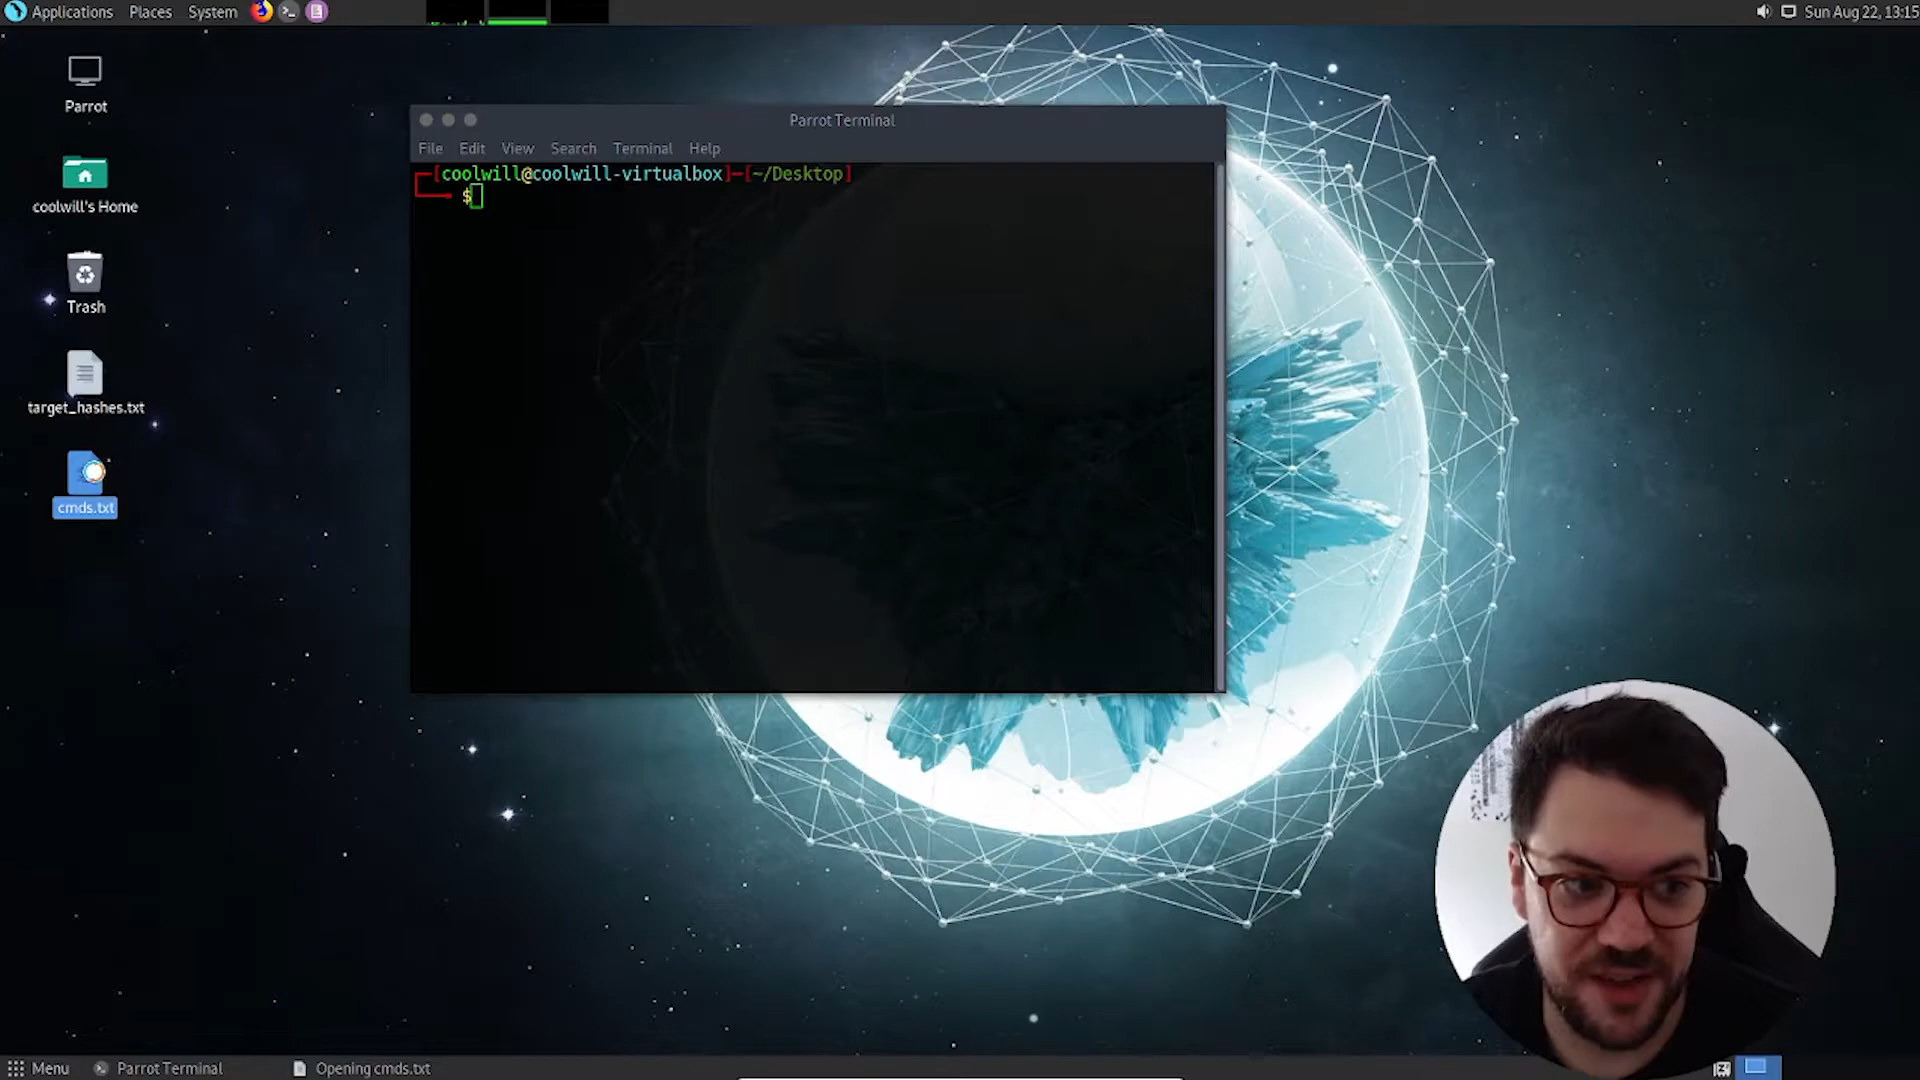 Applications Places System
Sun Aug 22, 13:15
Parrot
coolwill's Home
Trash
target_hashes.txt
cmds.txt
Parrot Terminal
File Edit View Search Terminal Help
[coolwill@coolwill-virtualbox]-[~/Desktop]
$
Menu
Parrot Terminal
Opening cmds.txt